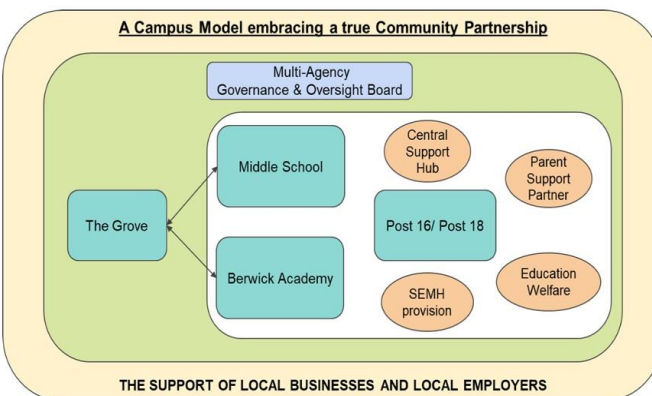 A Campus Model embracing a true Community Partnership
Multi-Agency
Governance & Oversight Board
Middle School
Central
Support
Hub
Parent
Support
Partner
The Grove
Post 16/ Post 18
Berwick Academy
SEMH
provision
Education
Welfare
THE SUPPORT OF LOCAL BUSINESSES AND LOCAL EMPLOYERS